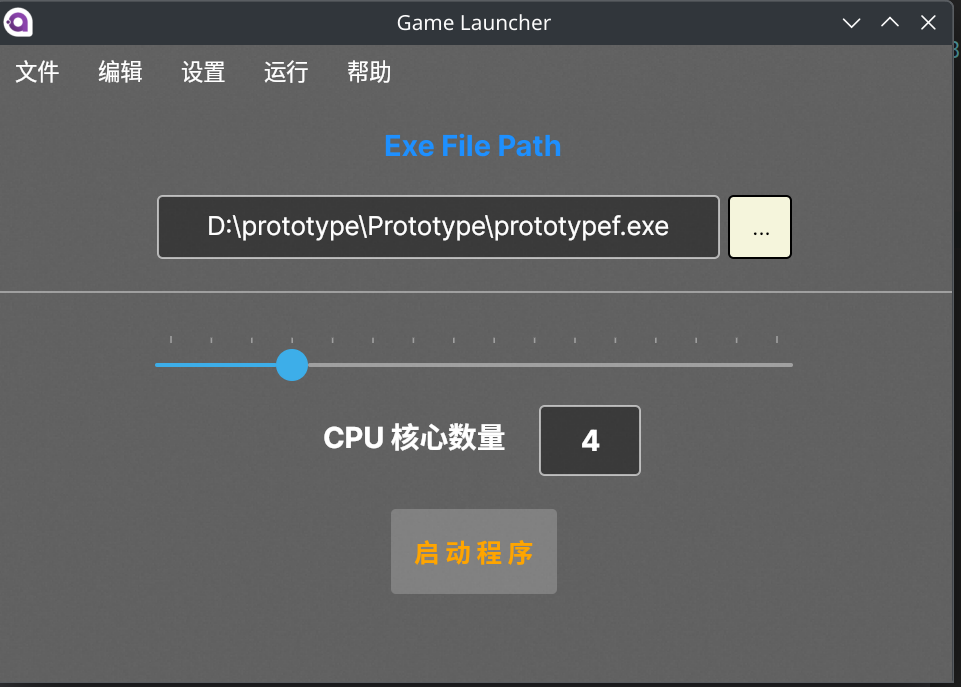 Game Launcher
文件 编辑 设置 运行 帮助
Exe File Path
D:\prototype\Prototype\prototypef.exe ...
CPU 核心数量 4
启动程序